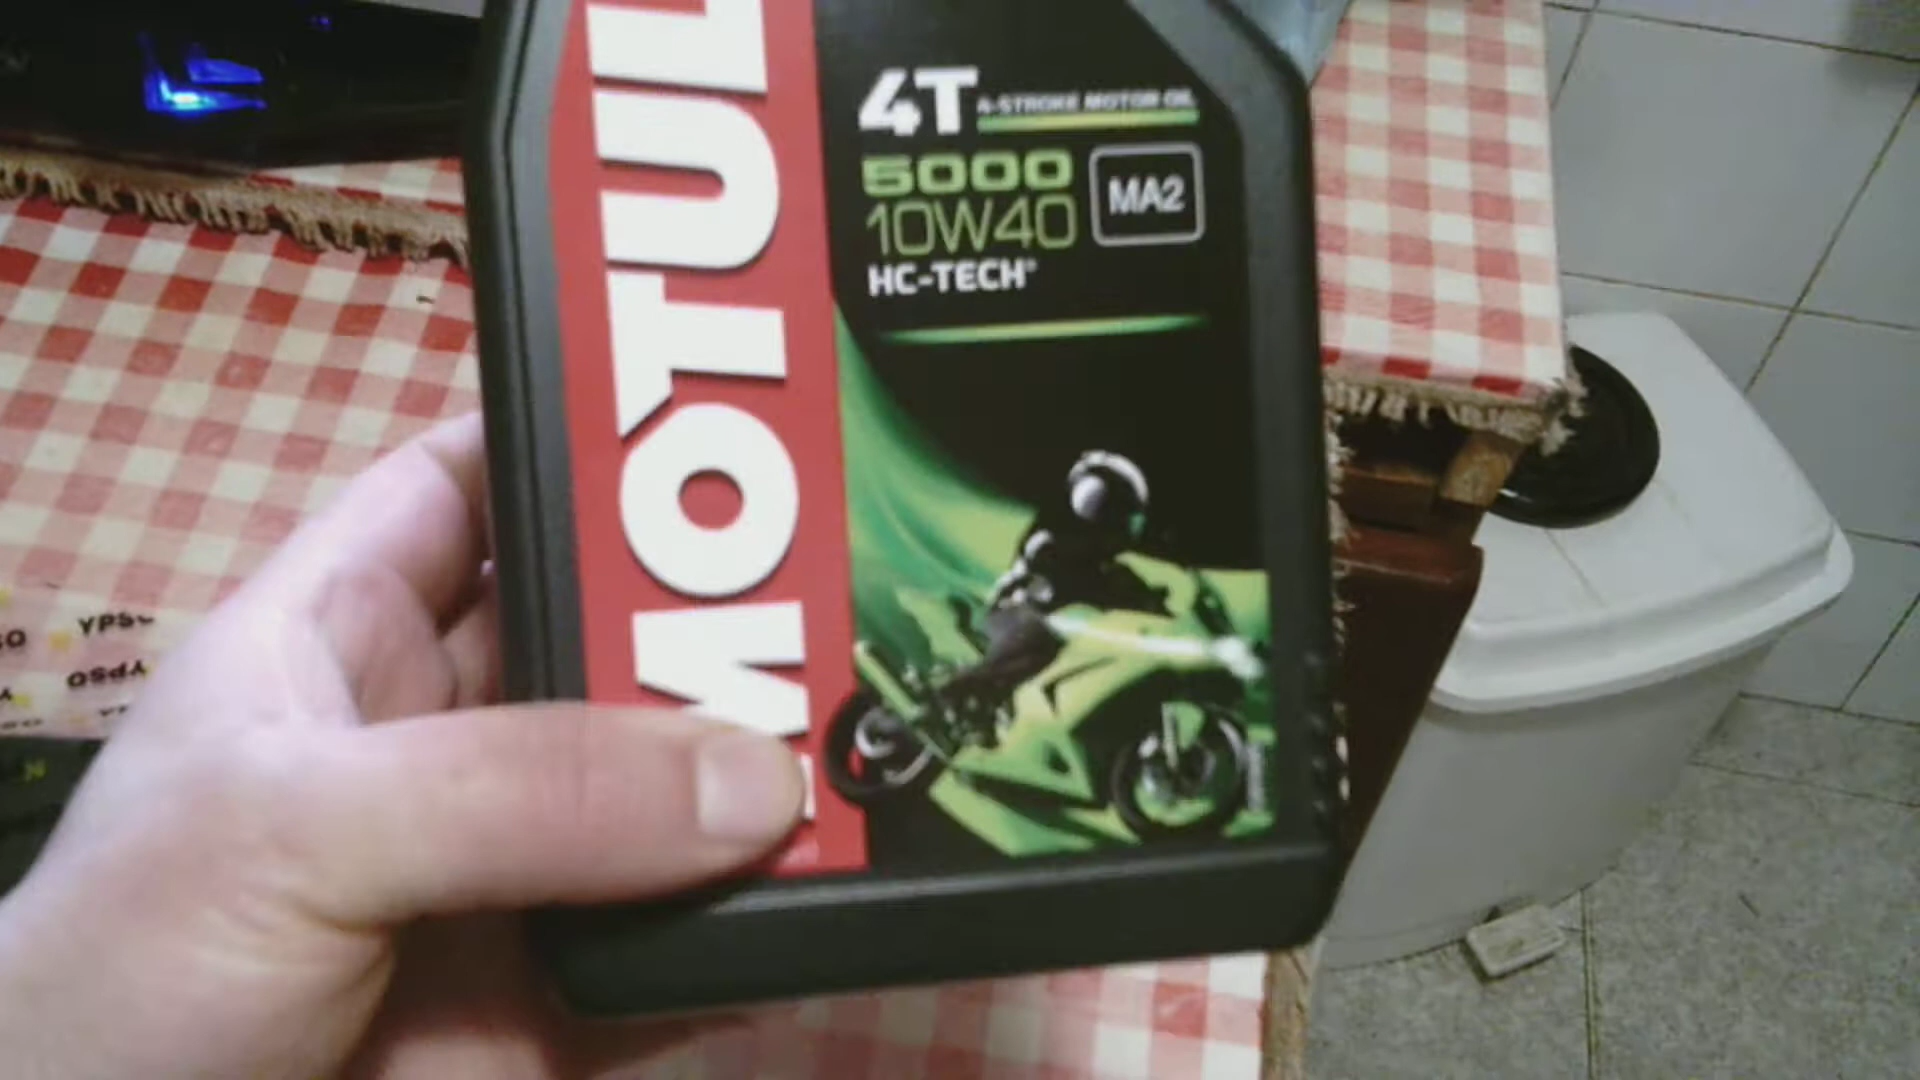 MOTUL
4T 4-STROKE MOTOR OIL
5000
10W40
MA2
HC-TECH®
YPSO